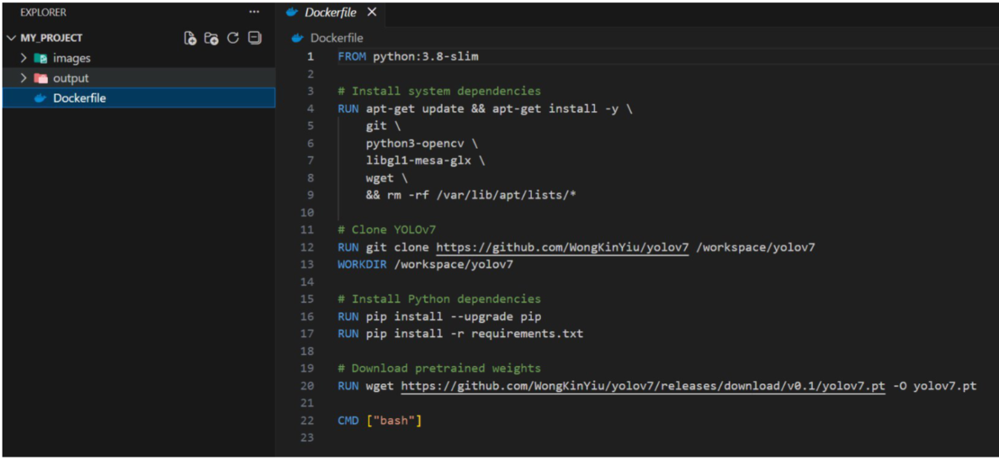 EXPLORER
...
MY_PROJECT
images
output
Dockerfile
Dockerfile
Dockerfile
1 FROM python:3.8-slim
2
3 # Install system dependencies
4 RUN apt-get update && apt-get install -y \
5     git \
6     python3-opencv \
7     libgl1-mesa-glx \
8     wget \
9     && rm -rf /var/lib/apt/lists/*
10
11 # Clone YOLOv7
12 RUN git clone https://github.com/WongKinYiu/yolov7 /workspace/yolov7
13 WORKDIR /workspace/yolov7
14
15 # Install Python dependencies
16 RUN pip install --upgrade pip
17 RUN pip install -r requirements.txt
18
19 # Download pretrained weights
20 RUN wget https://github.com/WongKinYiu/yolov7/releases/download/v0.1/yolov7.pt -O yolov7.pt
21
22 CMD ["bash"]
23